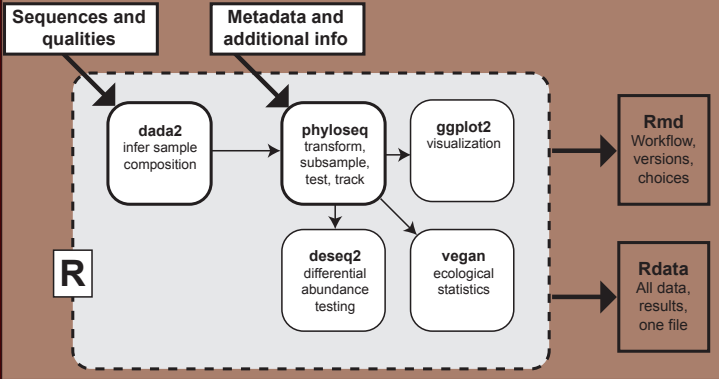 Sequences and
qualities
Metadata and
additional info
dada2
infer sample
composition
phyloseq
transform,
subsample,
test, track
ggplot2
visualization
deseq2
differential
abundance
testing
vegan
ecological
statistics
R
Rmd
Workflow,
versions,
choices
Rdata
All data,
results,
one file